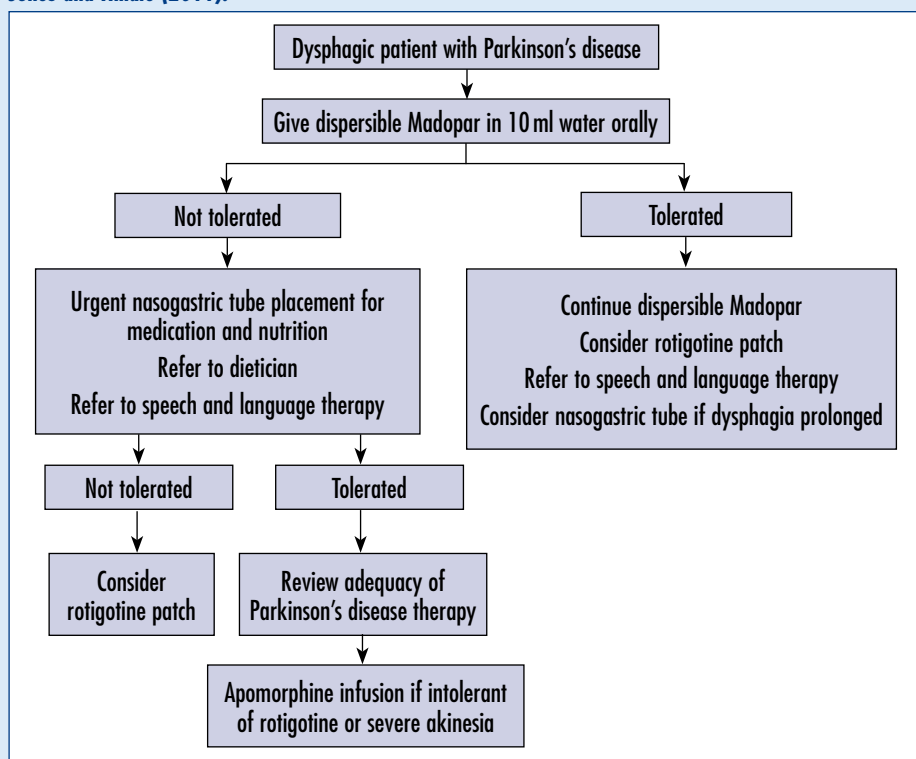 Dysphagic patient with Parkinson's disease
Give dispersible Madopar in 10 ml water orally
Not tolerated
Tolerated
Urgent nasogastric tube placement for
medication and nutrition
Refer to dietician
Refer to speech and language therapy
Continue dispersible Madopar
Consider rotigotine patch
Refer to speech and language therapy
Consider nasogastric tube if dysphagia prolonged
Not tolerated
Tolerated
Consider
rotigotine patch
Review adequacy of
Parkinson's disease therapy
Apomorphine infusion if intolerant
of rotigotine or severe akinesia